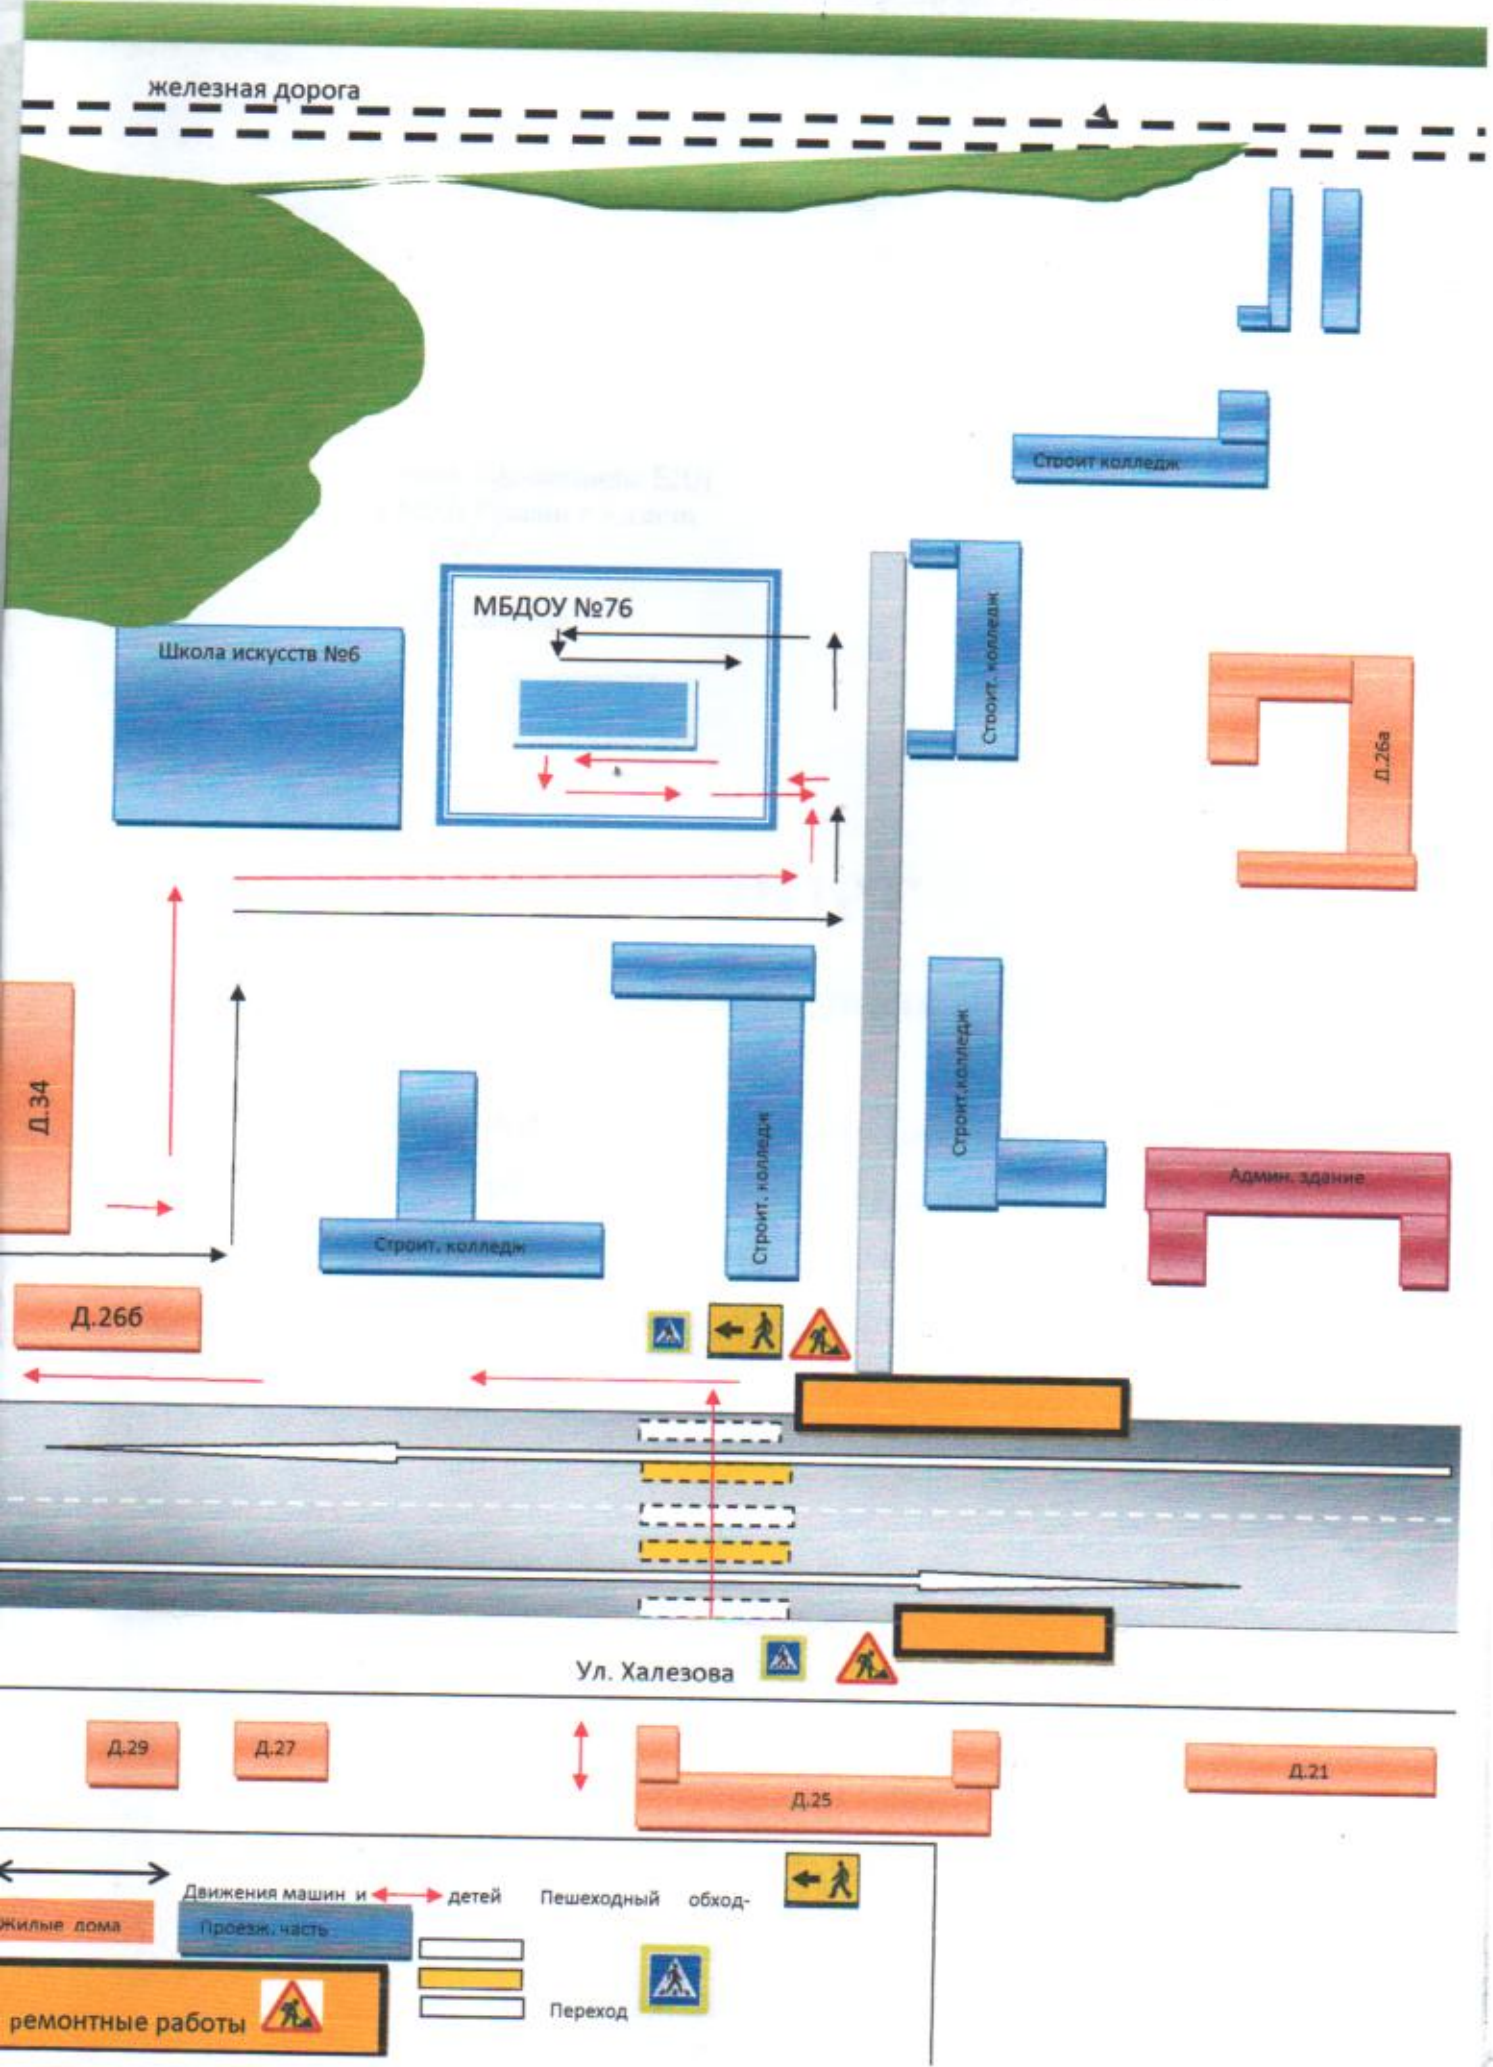 железная дорога
Строит колледж
МБДОУ №76
Школа искусств №6
Строит. колледж
Д.26а
Д.34
Строит. колледж
Строит.колледж
Админ. здание
Строит. колледж
Д.26б
Ул. Халезова
Д.29
Д.27
Д.25
Д.21
Движения машин и детей Пешеходный обход-
Жилые дома
Проезж. часть
Переход
ремонтные работы